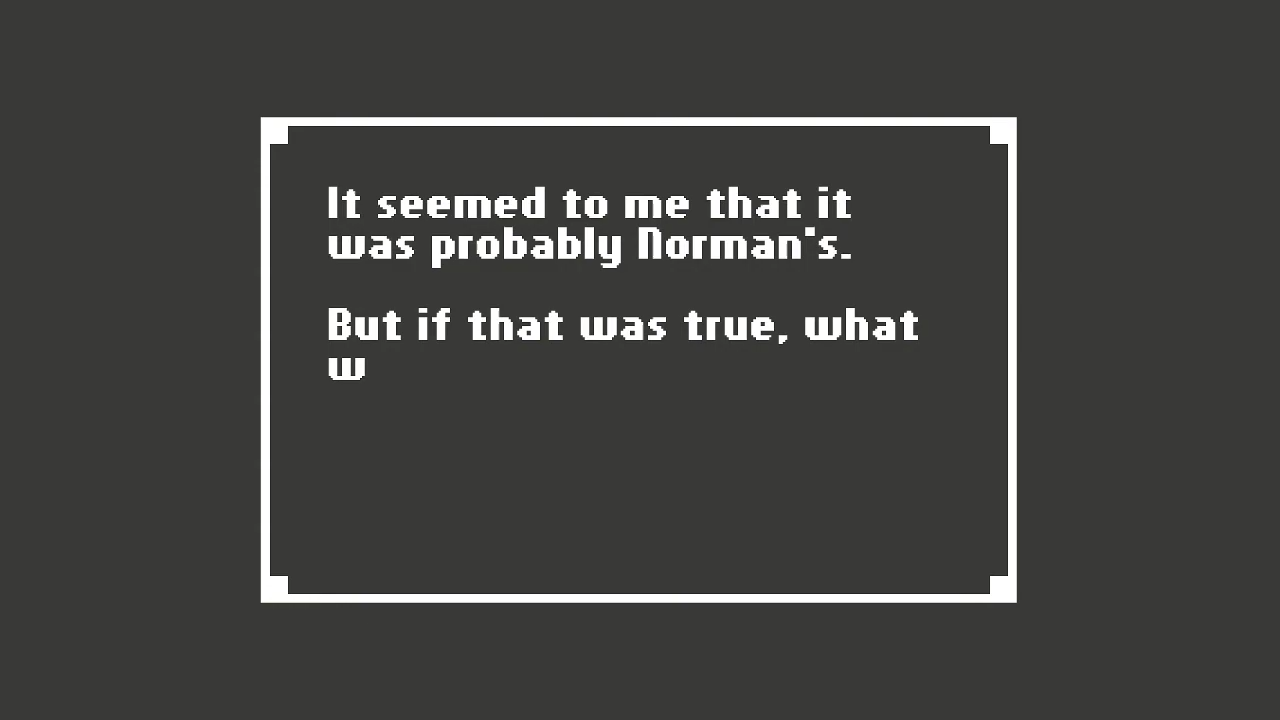 It seemed to me that it
was probably Norman's.
But if that was true, what
w